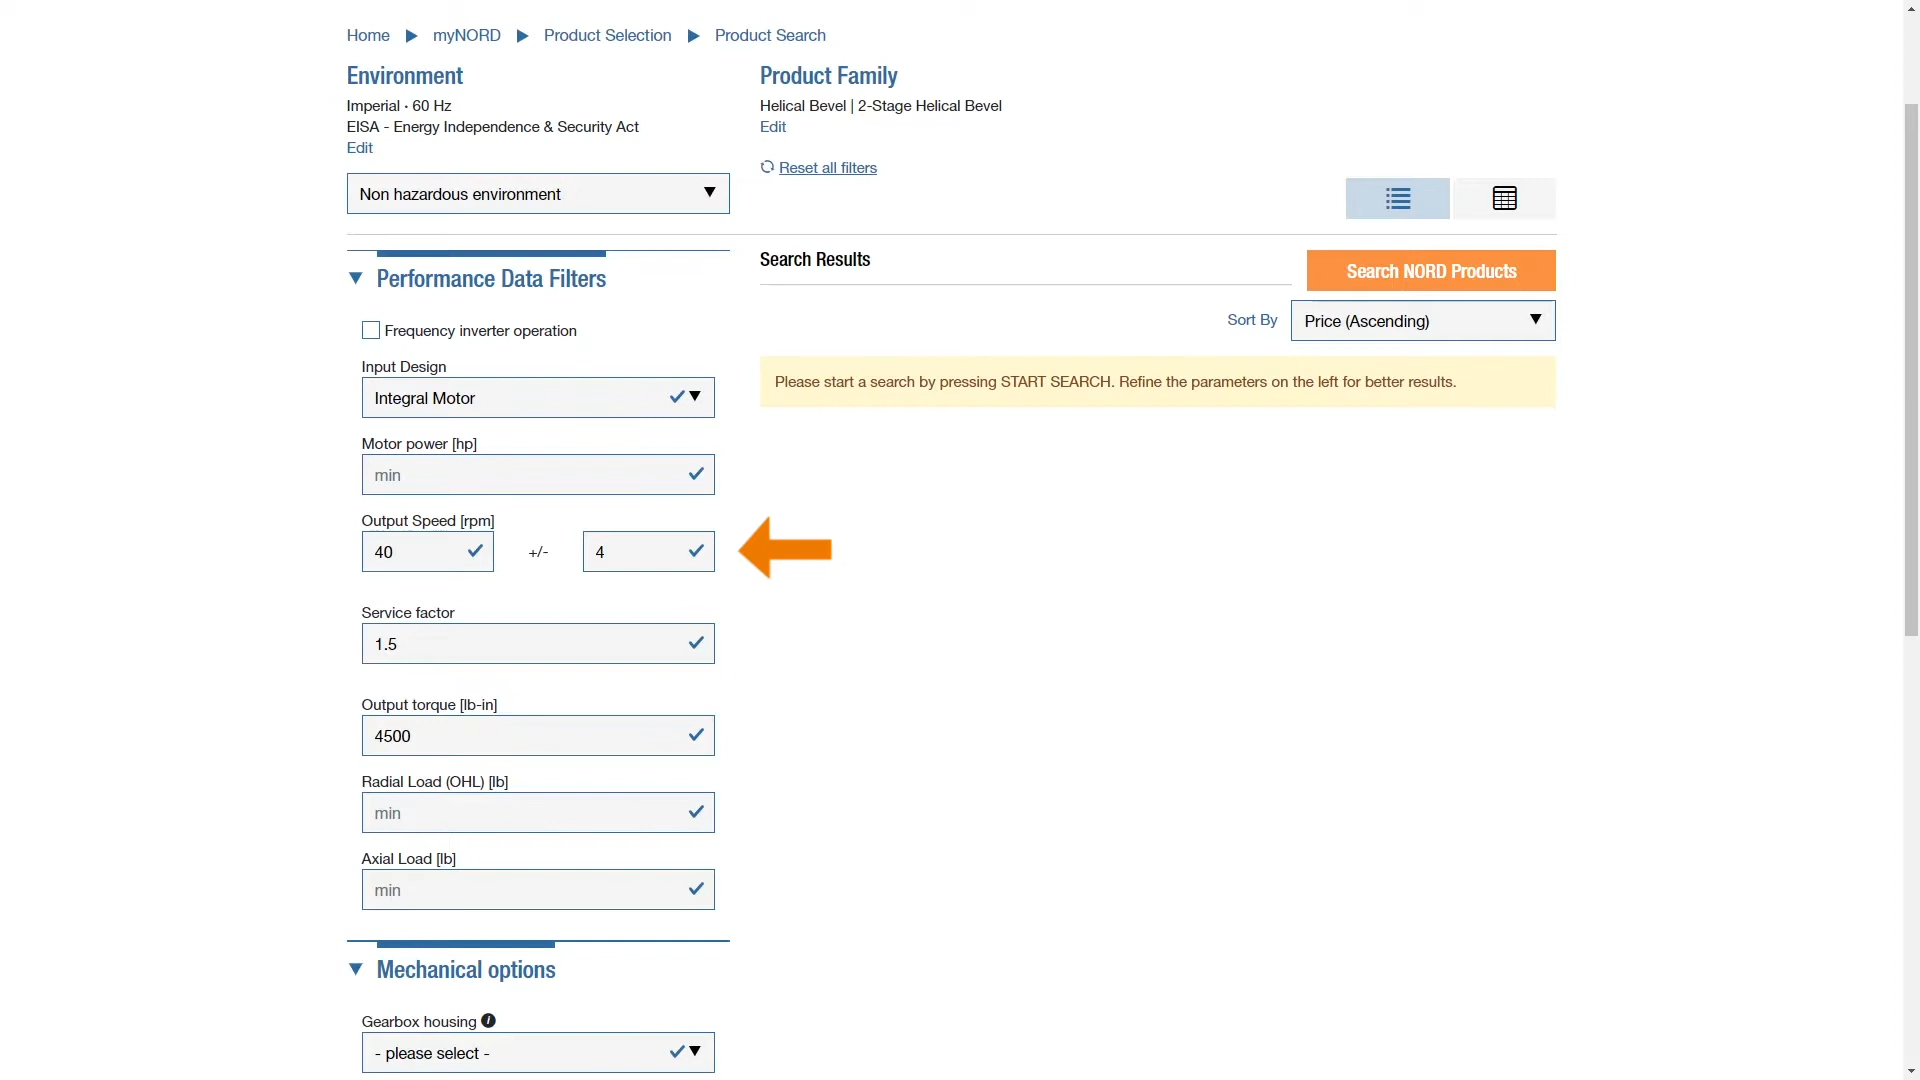 Home myNORD Product Selection Product Search
Environment
Imperial · 60 Hz
EISA - Energy Independence & Security Act
Edit
Non hazardous environment
Product Family
Helical Bevel | 2-Stage Helical Bevel
Edit
Reset all filters
Performance Data Filters
Frequency inverter operation
Input Design
Integral Motor
Motor power [hp]
min
Output Speed [rpm]
40 +/- 4
Service factor
1.5
Output torque [lb-in]
4500
Radial Load (OHL) [lb]
min
Axial Load [lb]
min
Mechanical options
Gearbox housing i
- please select -
Search Results
Search NORD Products
Sort By Price (Ascending)
Please start a search by pressing START SEARCH. Refine the parameters on the left for better results.